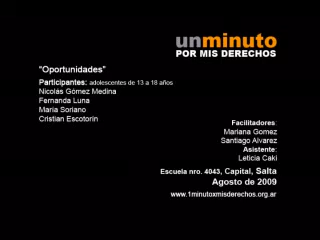 unminuto
POR MIS DERECHOS
"Oportunidades"
Participantes: adolescentes de 13 a 18 años
Nicolás Gómez Medina
Fernanda Luna
María Soriano
Cristian Escotorin
Facilitadores:
Mariana Gomez
Santiago Alvarez
Asistente:
Leticia Caki
Escuela nro. 4043, Capital, Salta
Agosto de 2009
www.1minutoxmisderechos.org.ar